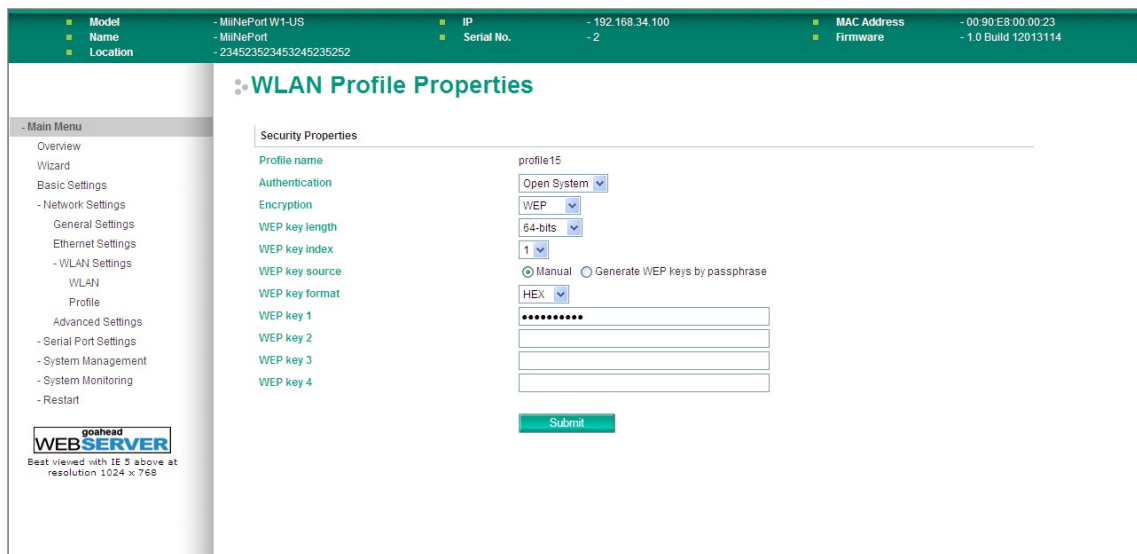 Model - MiiNePort W1-US IP - 192.168.34.100 MAC Address - 00:90:E8:00:00:23
Name - MiiNePort Serial No. - 2 Firmware - 1.0 Build 12013114
Location - 234523523453245235252
WLAN Profile Properties
- Main Menu
Overview
Wizard
Basic Settings
- Network Settings
General Settings
Ethernet Settings
- WLAN Settings
WLAN
Profile
Advanced Settings
- Serial Port Settings
- System Management
- System Monitoring
- Restart
goahead
WEBSERVER
Best viewed with IE 5 above at
resolution 1024 x 768
Security Properties
Profile name profile15
Authentication Open System
Encryption WEP
WEP key length 64-bits
WEP key index 1
WEP key source Manual Generate WEP keys by passphrase
WEP key format HEX
WEP key 1 ••••••••••
WEP key 2
WEP key 3
WEP key 4
Submit